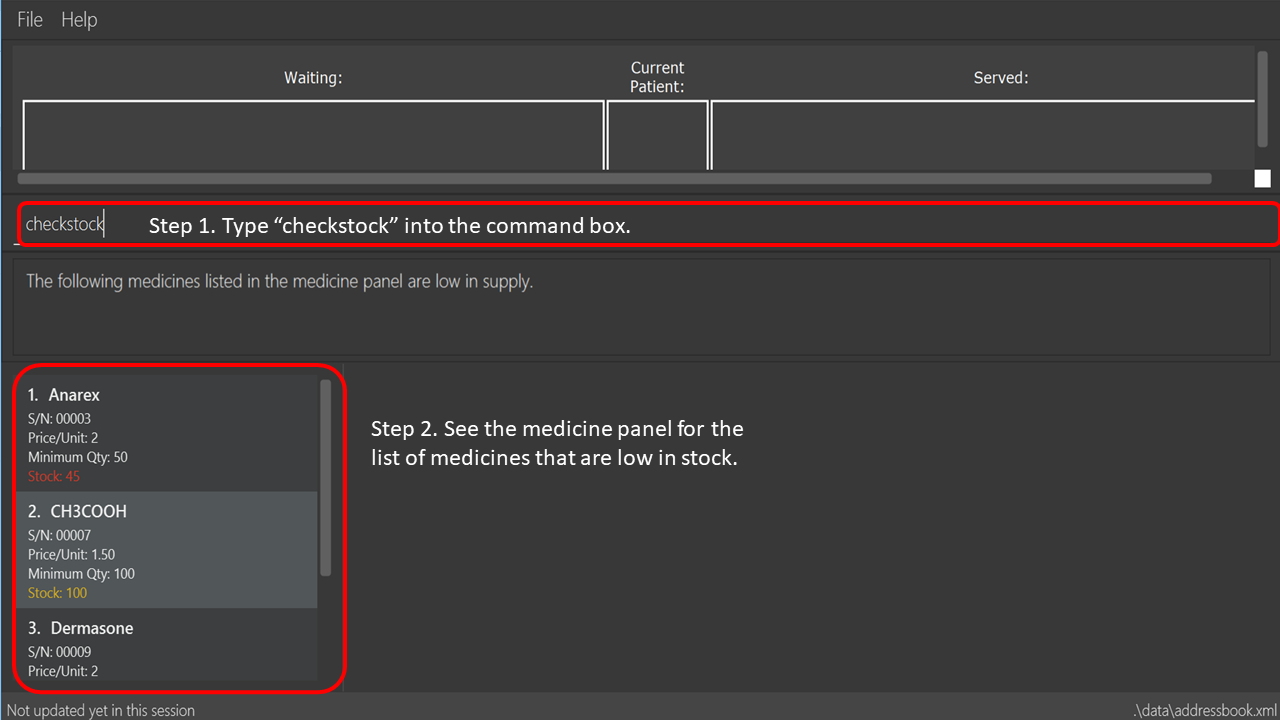 File Help
Waiting:
Current
Patient:
Served:
checkstock
Step 1. Type “checkstock” into the command box.
The following medicines listed in the medicine panel are low in supply.
1. Anarex
S/N: 00003
Price/Unit: 2
Minimum Qty: 50
Stock: 45
2. CH3COOH
S/N: 00007
Price/Unit: 1.50
Minimum Qty: 100
Stock: 100
3. Dermasone
S/N: 00009
Price/Unit: 2
Step 2. See the medicine panel for the
list of medicines that are low in stock.
Not updated yet in this session
.\data\addressbook.xml